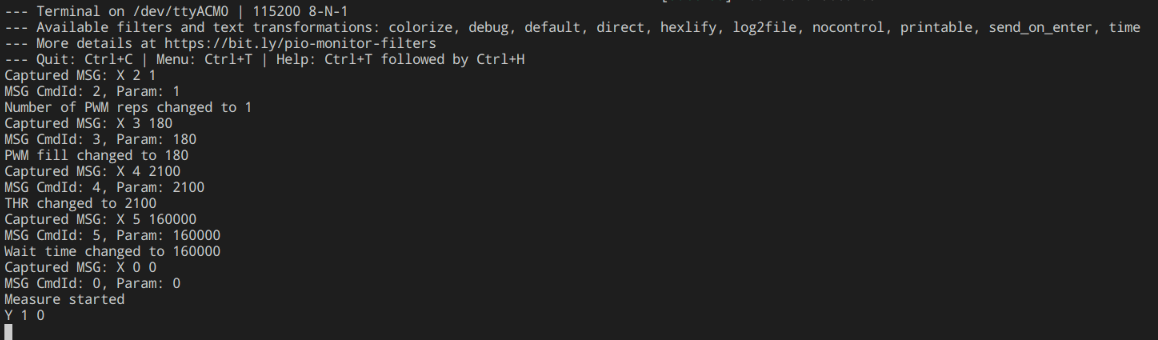 --- Terminal on /dev/ttyACM0 | 115200 8-N-1
--- Available filters and text transformations: colorize, debug, default, direct, hexlify, log2file, nocontrol, printable, send_on_enter, time
--- More details at https://bit.ly/pio-monitor-filters
--- Quit: Ctrl+C | Menu: Ctrl+T | Help: Ctrl+T followed by Ctrl+H
Captured MSG: X 2 1
MSG CmdId: 2, Param: 1
Number of PWM reps changed to 1
Captured MSG: X 3 180
MSG CmdId: 3, Param: 180
PWM fill changed to 180
Captured MSG: X 4 2100
MSG CmdId: 4, Param: 2100
THR changed to 2100
Captured MSG: X 5 160000
MSG CmdId: 5, Param: 160000
Wait time changed to 160000
Captured MSG: X 0 0
MSG CmdId: 0, Param: 0
Measure started
Y 1 0